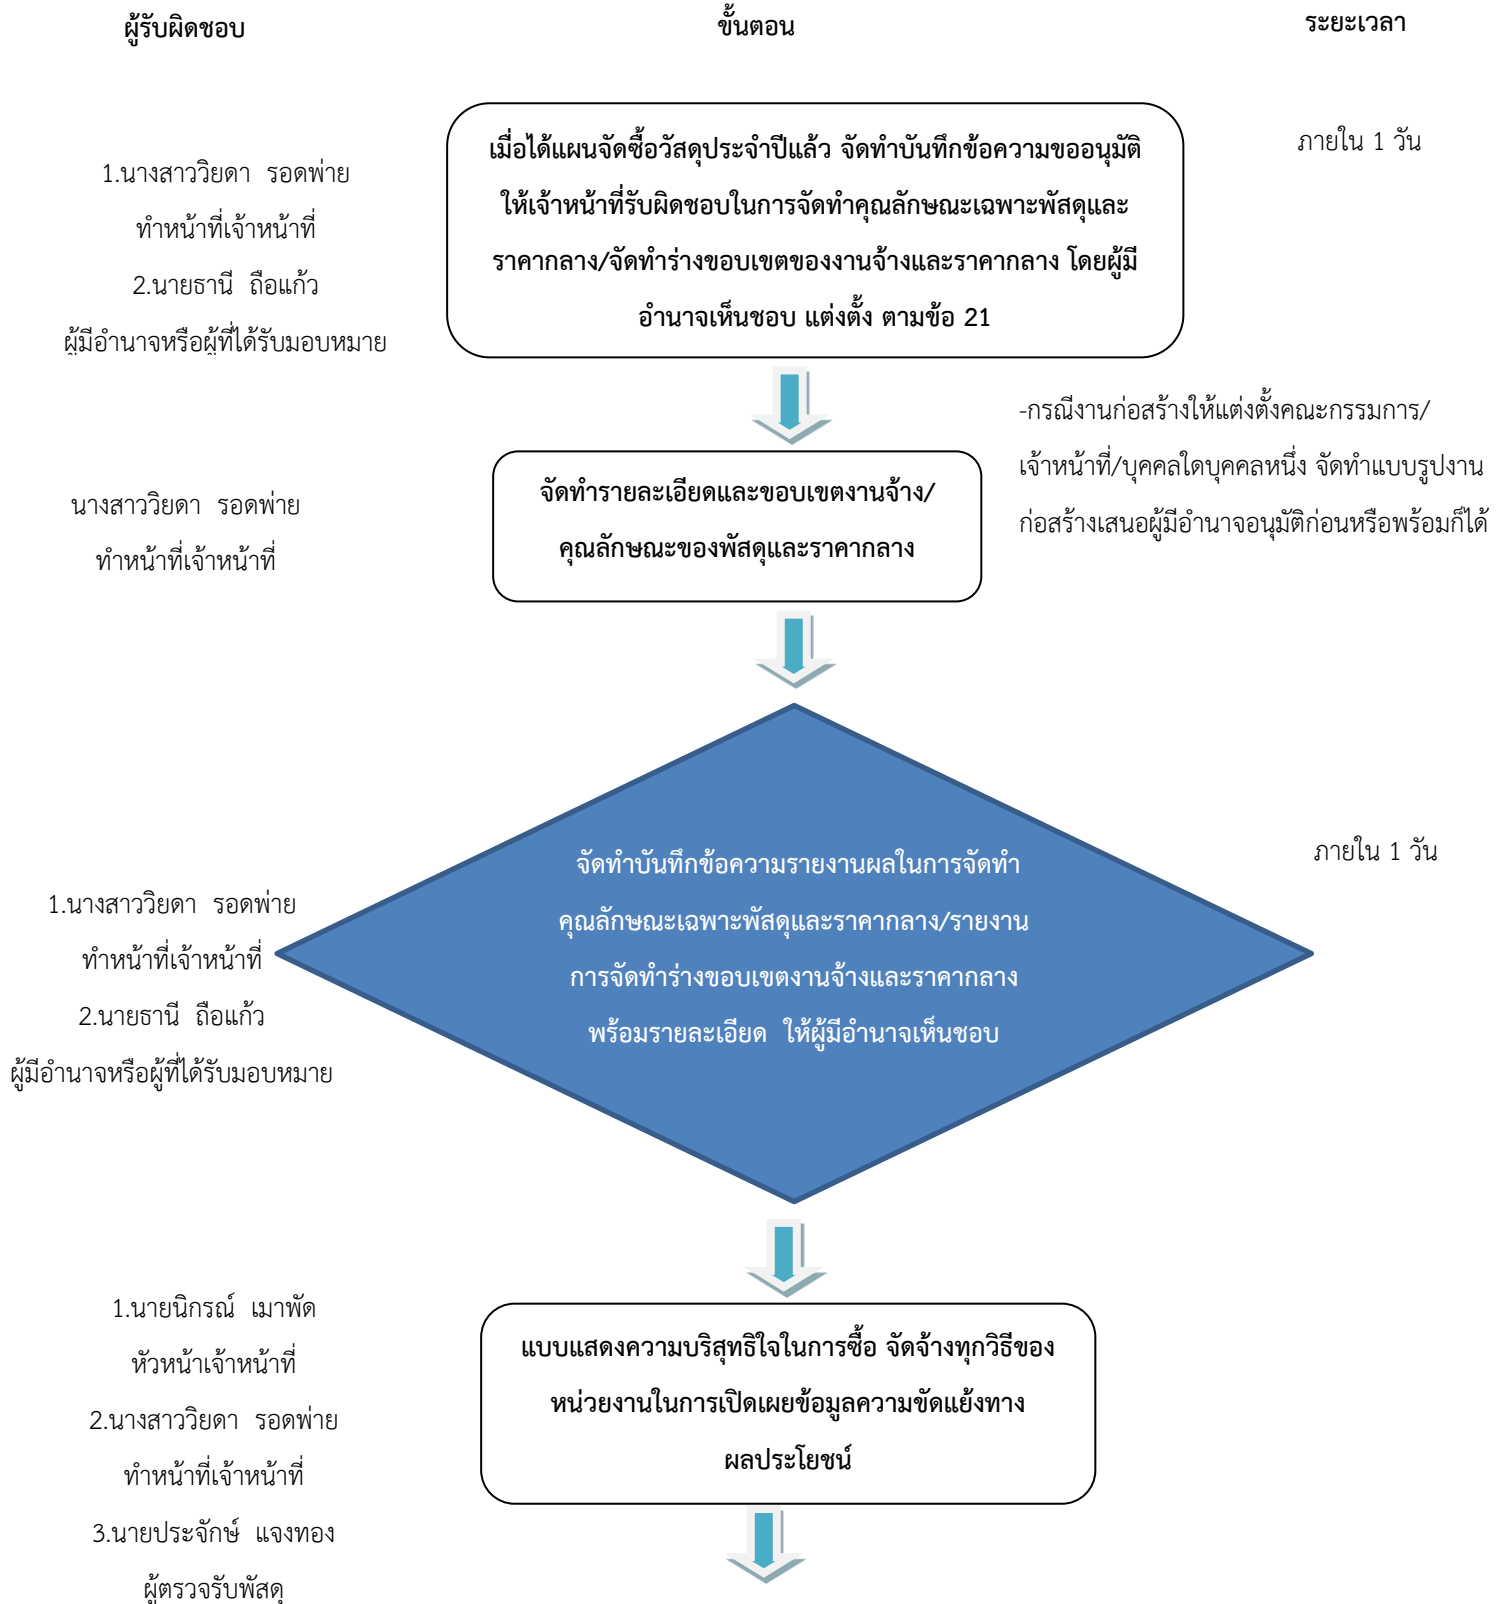 ผู้รับผิดชอบ
ขั้นตอน
ระยะเวลา
1.นางสาววิยดา รอดพ่าย
ทำหน้าที่เจ้าหน้าที่
2.นายธานี ถือแก้ว
ผู้มีอำนาจหรือผู้ที่ได้รับมอบหมาย
เมื่อได้แผนจัดซื้อวัสดุประจำปีแล้ว จัดทำบันทึกข้อความขออนุมัติ
ให้เจ้าหน้าที่รับผิดชอบในการจัดทำคุณลักษณะเฉพาะพัสดุและ
ราคากลาง/จัดทำร่างขอบเขตของงานจ้างและราคากลาง โดยผู้มี
อำนาจเห็นชอบ แต่งตั้ง ตามข้อ 21
ภายใน 1 วัน
นางสาววิยดา รอดพ่าย
ทำหน้าที่เจ้าหน้าที่
จัดทำรายละเอียดและขอบเขตงานจ้าง/
คุณลักษณะของพัสดุและราคากลาง
-กรณีงานก่อสร้างให้แต่งตั้งคณะกรรมการ/
เจ้าหน้าที่/บุคคลใดบุคคลหนึ่ง จัดทำแบบรูปงาน
ก่อสร้างเสนอผู้มีอำนาจอนุมัติก่อนหรือพร้อมก็ได้
1.นางสาววิยดา รอดพ่าย
ทำหน้าที่เจ้าหน้าที่
2.นายธานี ถือแก้ว
ผู้มีอำนาจหรือผู้ที่ได้รับมอบหมาย
จัดทำบันทึกข้อความรายงานผลในการจัดทำ
คุณลักษณะเฉพาะพัสดุและราคากลาง/รายงาน
การจัดทำร่างขอบเขตงานจ้างและราคากลาง
พร้อมรายละเอียด ให้ผู้มีอำนาจเห็นชอบ
ภายใน 1 วัน
1.นายนิกรณ์ เมาพัด
หัวหน้าเจ้าหน้าที่
2.นางสาววิยดา รอดพ่าย
ทำหน้าที่เจ้าหน้าที่
3.นายประจักษ์ แจงทอง
ผู้ตรวจรับพัสดุ
แบบแสดงความบริสุทธิใจในการซื้อ จัดจ้างทุกวิธีของ
หน่วยงานในการเปิดเผยข้อมูลความขัดแย้งทาง
ผลประโยชน์